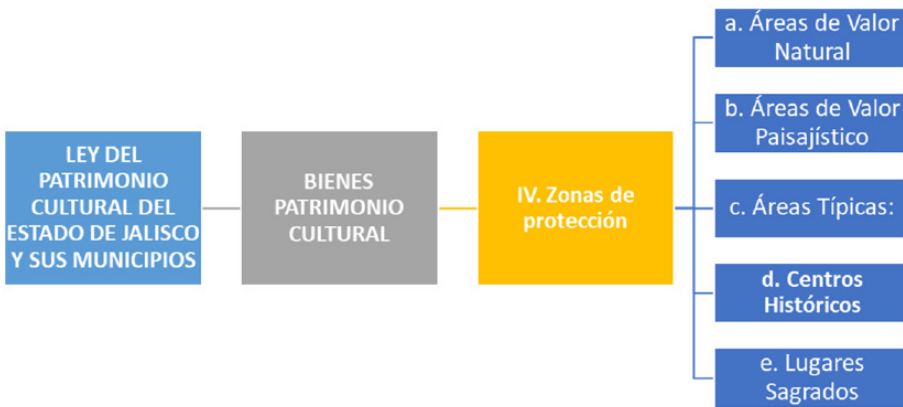 LEY DEL
PATRIMONIO
CULTURAL DEL
ESTADO DE JALISCO
Y SUS MUNICIPIOS
BIENES
PATRIMONIO
CULTURAL
IV. Zonas de
protección
a. Áreas de Valor
Natural
b. Áreas de Valor
Paisajístico
c. Áreas Típicas:
d. Centros
Históricos
e. Lugares
Sagrados